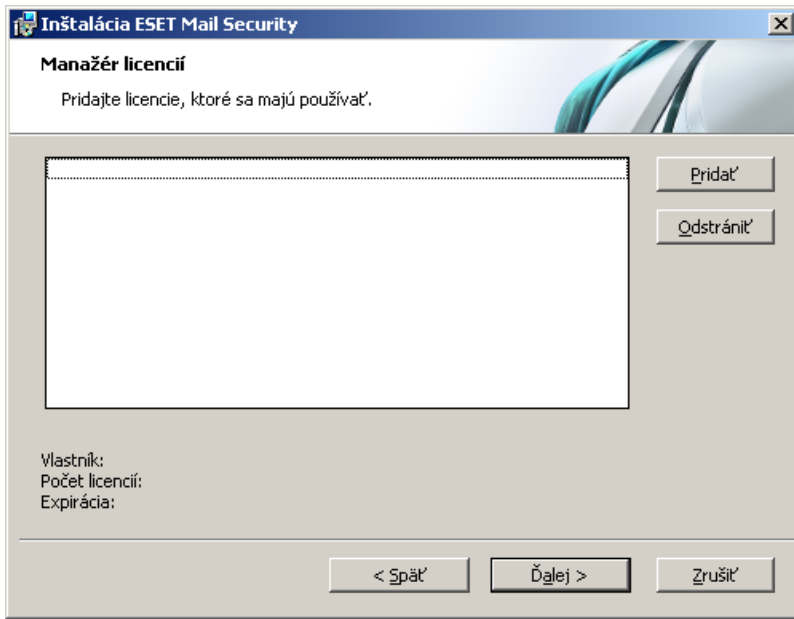 Inštalácia ESET Mail Security
Manažér licencií
Pridajte licencie, ktoré sa majú používať.
Pridať
Odstrániť
Vlastník:
Počet licencií:
Expirácia:
< Späť
Ďalej >
Zrušiť